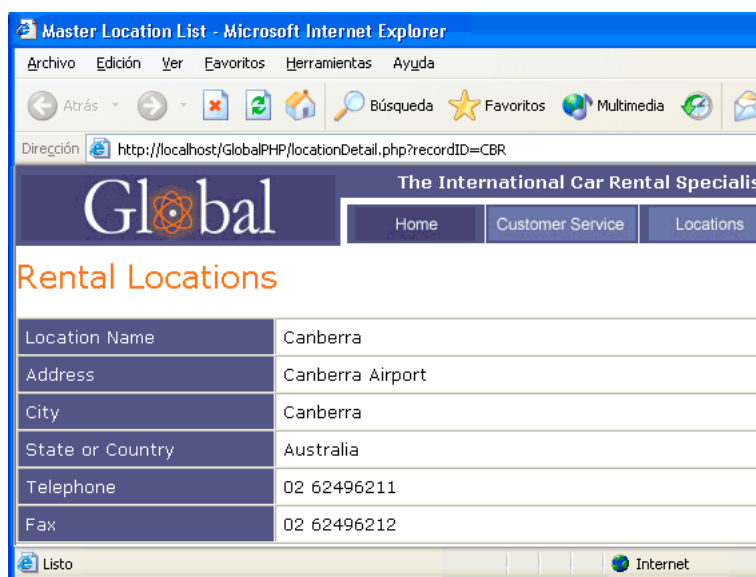 Master Location List - Microsoft Internet Explorer
Archivo Edición Ver Favoritos Herramientas Ayuda
Atrás Búsqueda Favoritos Multimedia
Dirección http://localhost/GlobalPHP/locationDetail.php?recordID=CBR
Global The International Car Rental Specialis
Home Customer Service Locations
Rental Locations
Location Name Canberra
Address Canberra Airport
City Canberra
State or Country Australia
Telephone 02 62496211
Fax 02 62496212
Listo Internet